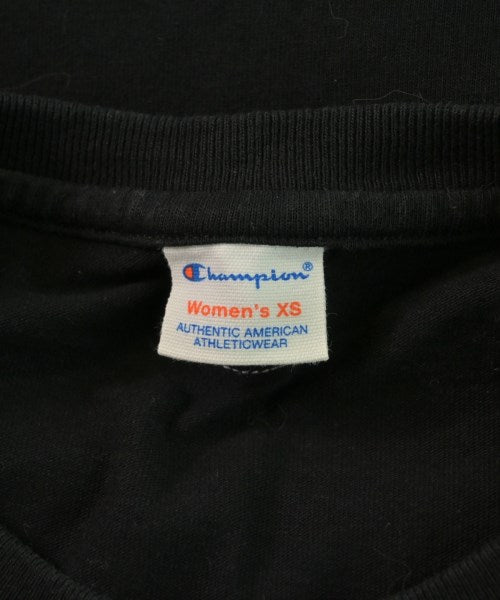 Champion®
Women's XS
AUTHENTIC AMERICAN
ATHLETICWEAR